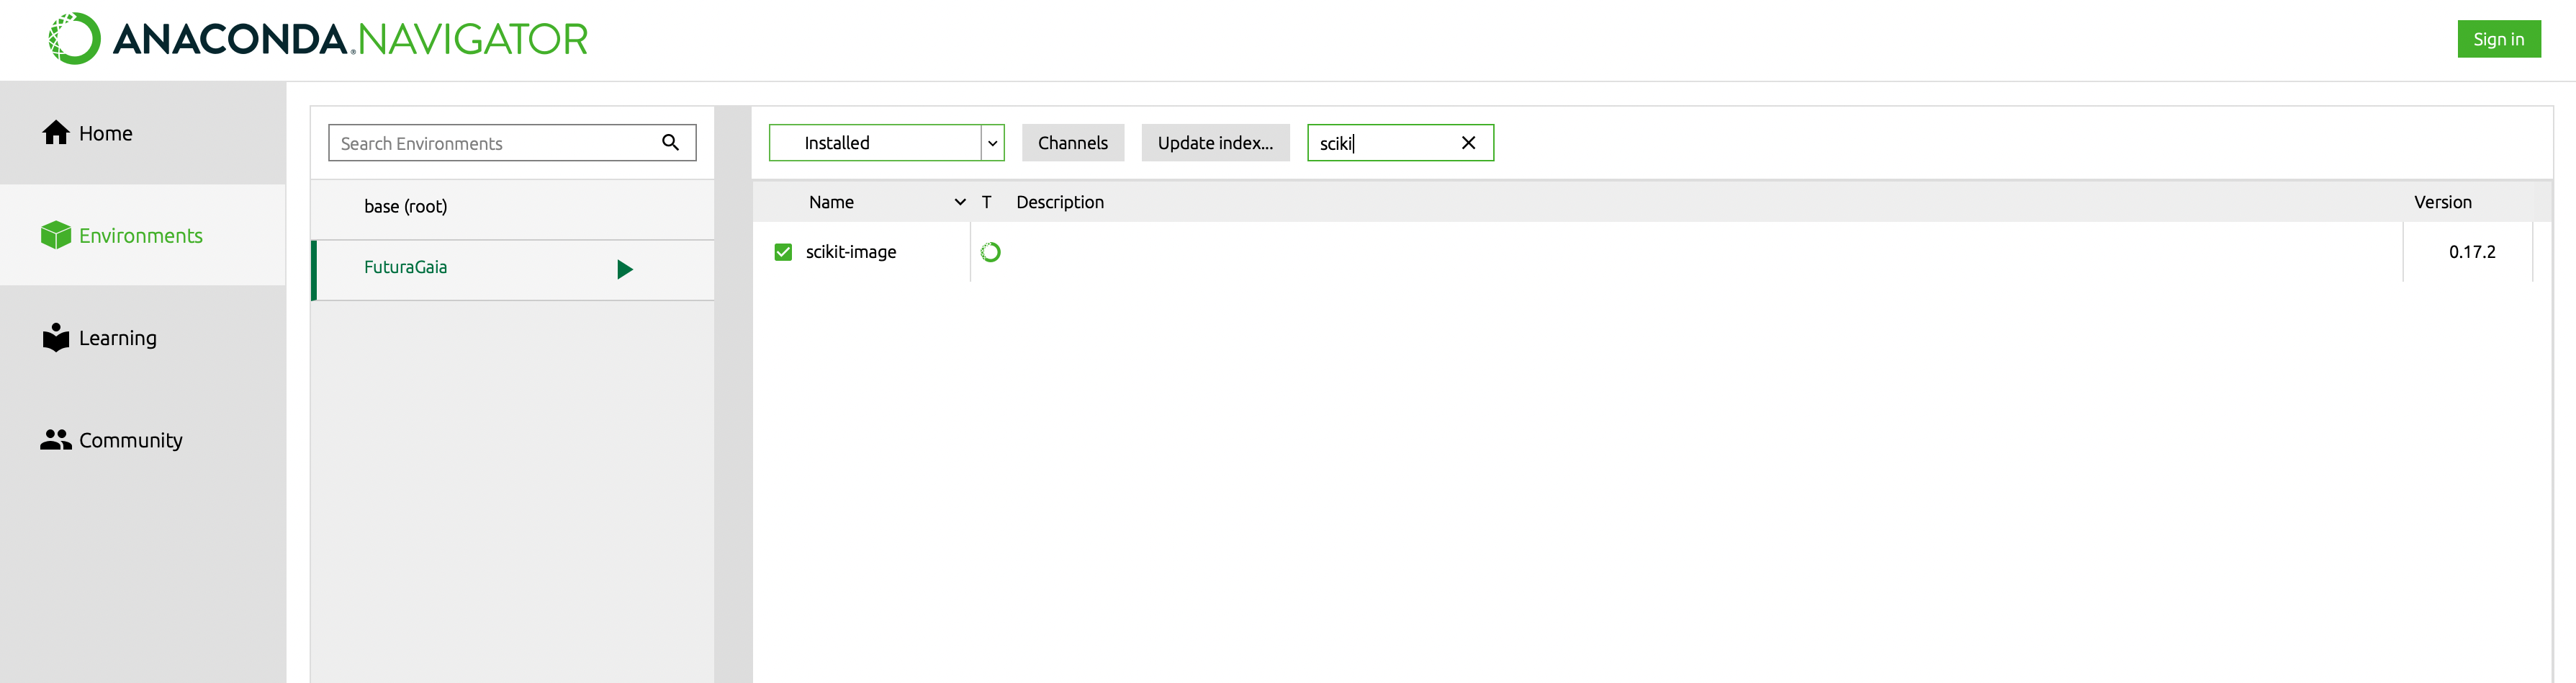 ANACONDA.NAVIGATOR
Sign in
Home
Environments
Learning
Community
Search Environments
base (root)
FuturaGaia
Installed
Channels
Update index...
sciki
Name T Description Version
scikit-image 0.17.2